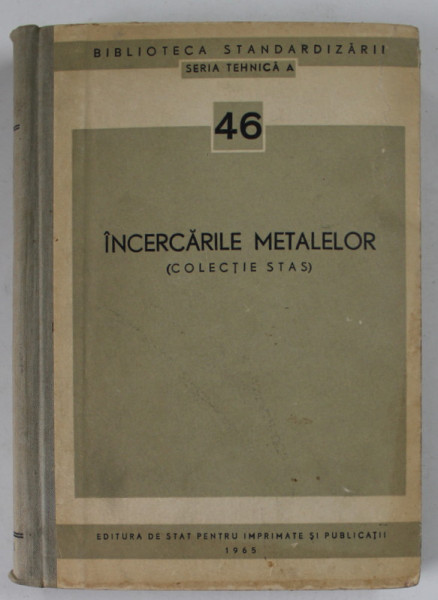 BIBLIOTECA STANDARDIZĂRII
SERIA TEHNICĂ A
46
ÎNCERCĂRILE METALELOR
(COLECȚIE STAS)
EDITURA DE STAT PENTRU IMPRIMATE ȘI PUBLICAȚII
1965